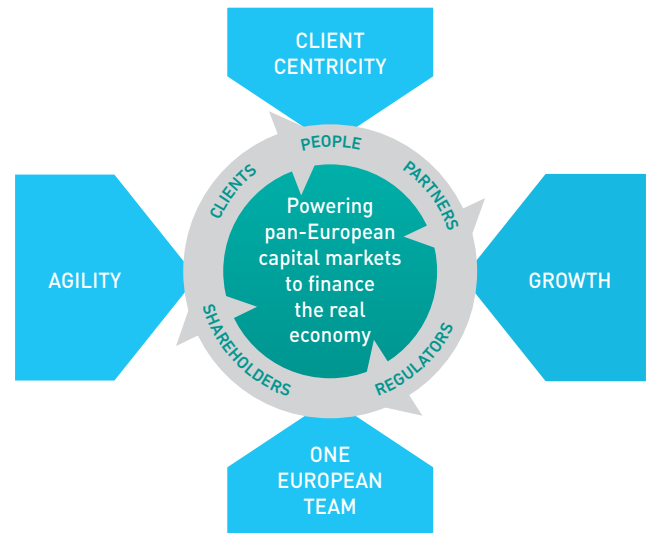 CLIENT
CENTRICITY
PEOPLE
CLIENTS
PARTNERS
Powering
pan-European
capital markets
to finance
the real
economy
AGILITY
GROWTH
SHAREHOLDERS
REGULATORS
ONE
EUROPEAN
TEAM